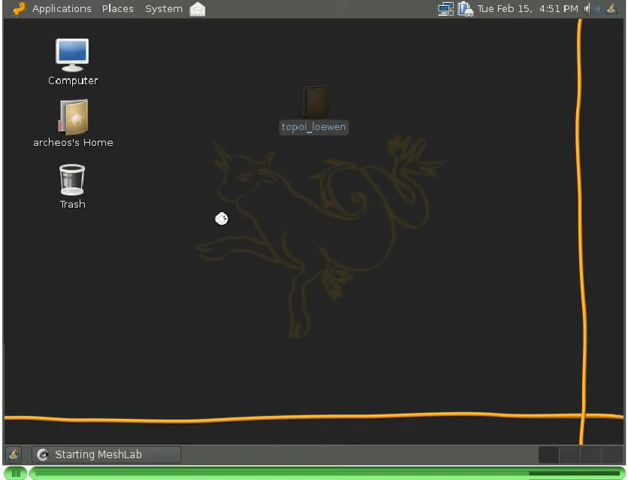 Applications Places System Tue Feb 15, 4:51 PM
Computer
topoi_loewen
archeos's Home
Trash
Starting MeshLab